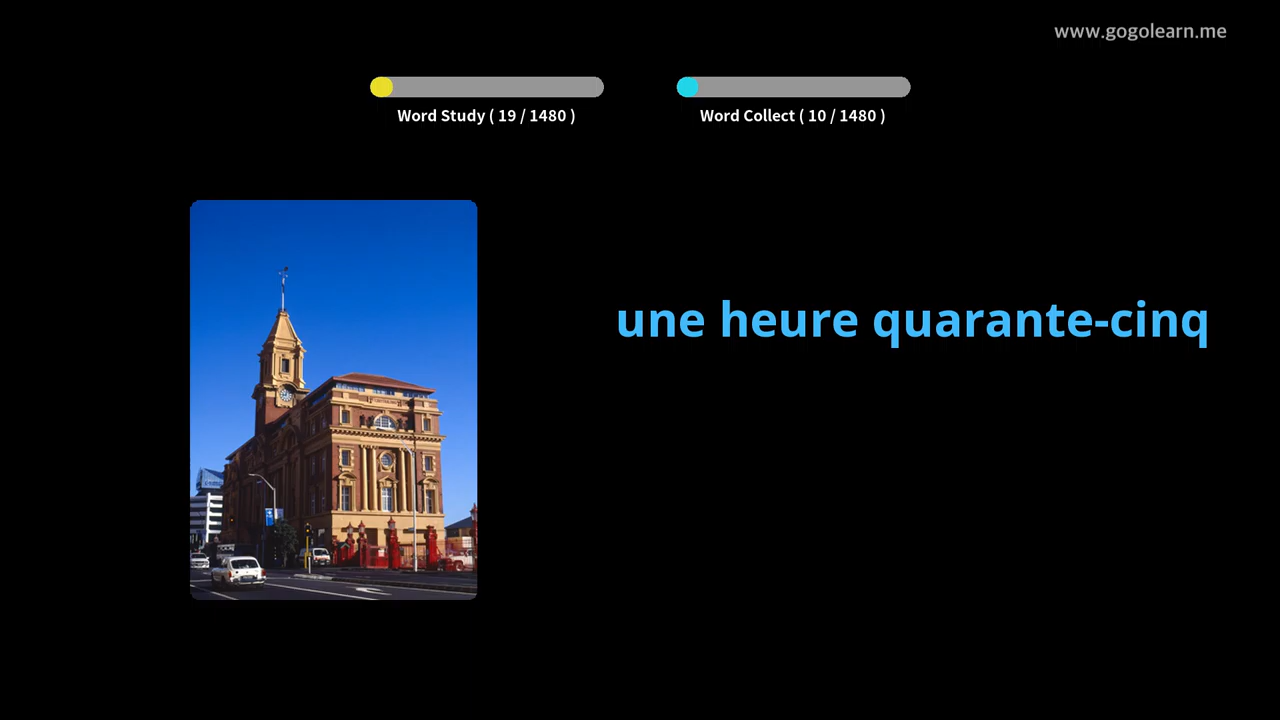 www.gogolearn.me
Word Study ( 19 / 1480 )
Word Collect ( 10 / 1480 )
une heure quarante-cinq